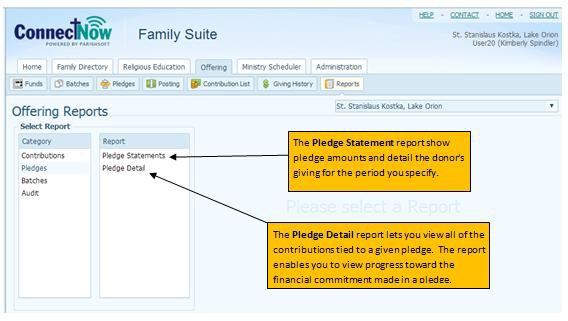 HELP - CONTACT - HOME - SIGN OUT
ConnectNow
POWERED BY PARISHSOFT
Family Suite
St. Stanislaus Kostka, Lake Orion
User20 (Kimberly Spindler)
Home Family Directory Religious Education Offering Ministry Scheduler Administration
Funds Batches Pledges Posting Contribution List Giving History Reports
Offering Reports
St. Stanislaus Kostka, Lake Orion
Select Report
Category Report
Contributions Pledge Statements
Pledges Pledge Detail
Batches
Audit
The Pledge Statement report show
pledge amounts and detail the donor's
giving for the period you specify.
Please select a Report
The Pledge Detail report lets you view all of the
contributions tied to a given pledge. The report
enables you to view progress toward the
financial commitment made in a pledge.